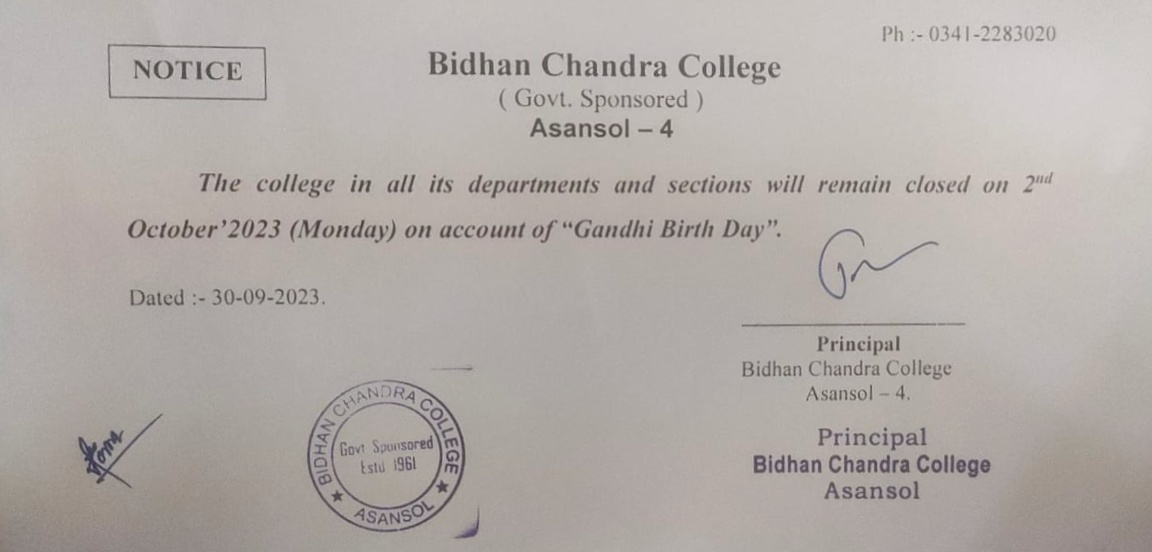 Ph :- 0341-2283020
NOTICE
Bidhan Chandra College
( Govt. Sponsored )
Asansol – 4
The college in all its departments and sections will remain closed on 2nd
October’2023 (Monday) on account of “Gandhi Birth Day”.
Dated :- 30-09-2023.
Principal
Bidhan Chandra College
Asansol – 4.
BIDHAN CHANDRA COLLEGE
Govt Sponsored
Estd 1961
★ ASANSOL ★
Principal
Bidhan Chandra College
Asansol